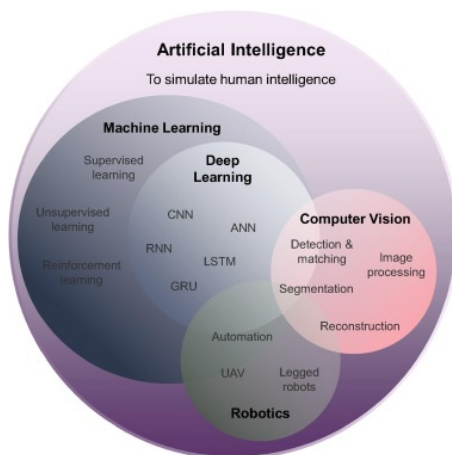 Artificial Intelligence
To simulate human intelligence
Machine Learning
Supervised
learning
Unsupervised
learning
Reinforcement
learning
Deep
Learning
CNN
ANN
RNN
LSTM
GRU
Computer Vision
Detection &
matching
Image
processing
Segmentation
Reconstruction
Automation
UAV
Legged
robots
Robotics